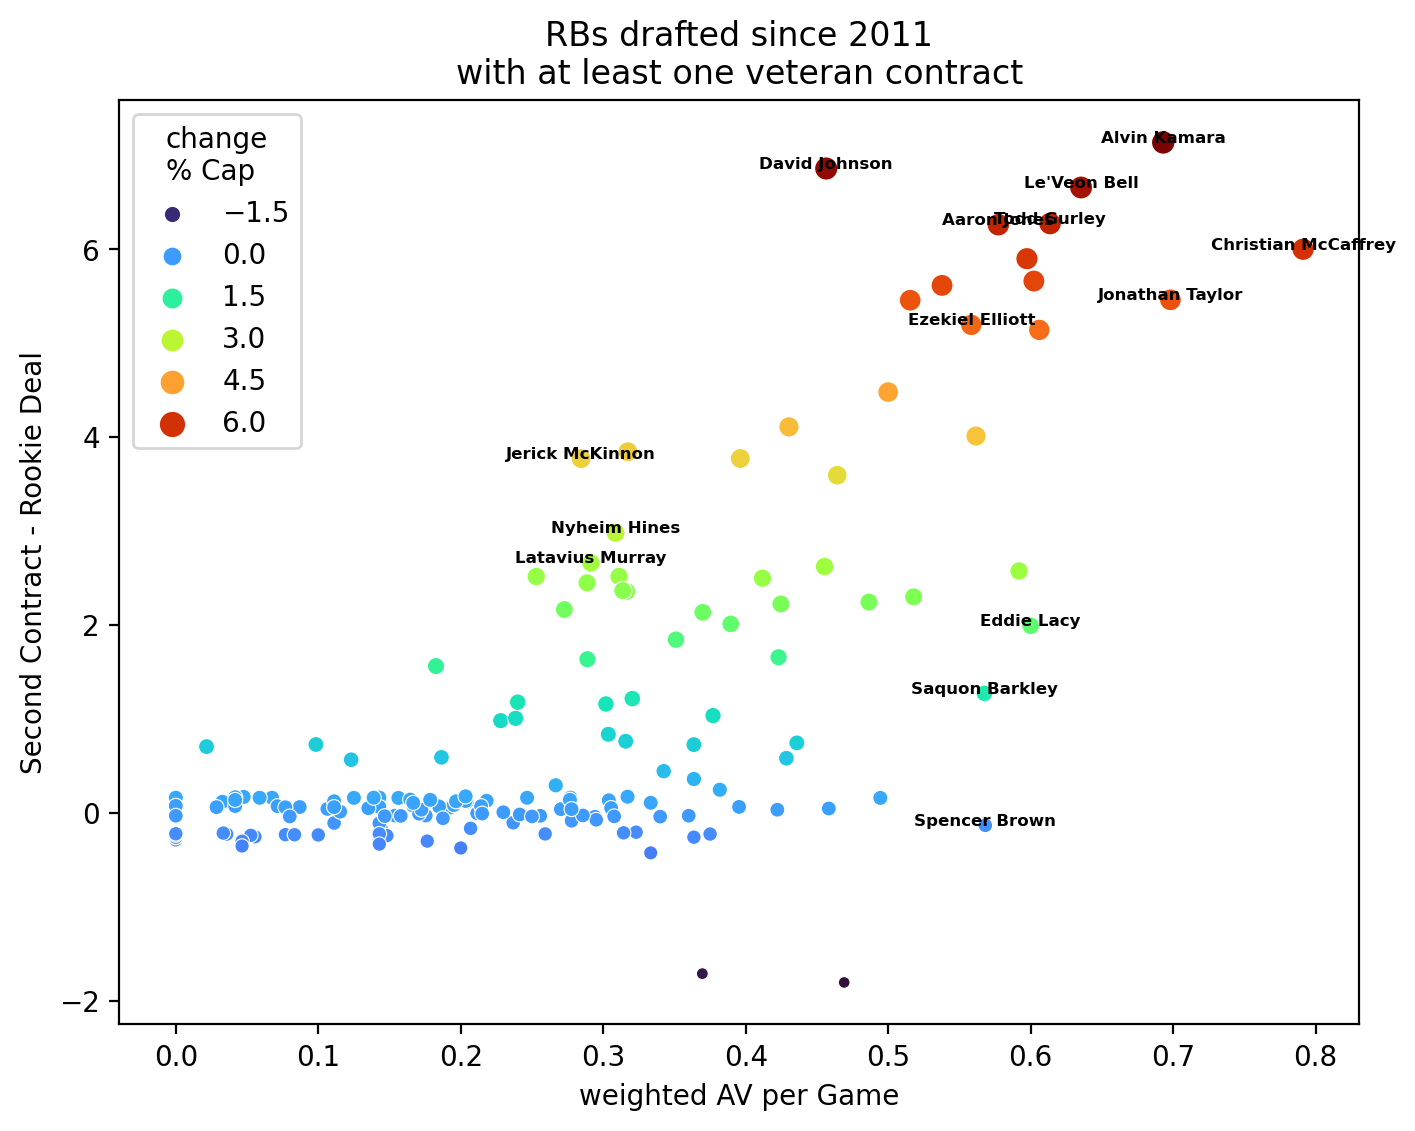 RBs drafted since 2011
with at least one veteran contract
change
% Cap
−1.5
0.0
1.5
3.0
4.5
6.0
Alvin Kamara
David Johnson
Le'Veon Bell
Aaron Jones
Todd Gurley
Christian McCaffrey
Jonathan Taylor
Ezekiel Elliott
Jerick McKinnon
Nyheim Hines
Latavius Murray
Eddie Lacy
Saquon Barkley
Spencer Brown
Second Contract - Rookie Deal
6
4
2
0
−2
0.0 0.1 0.2 0.3 0.4 0.5 0.6 0.7 0.8
weighted AV per Game